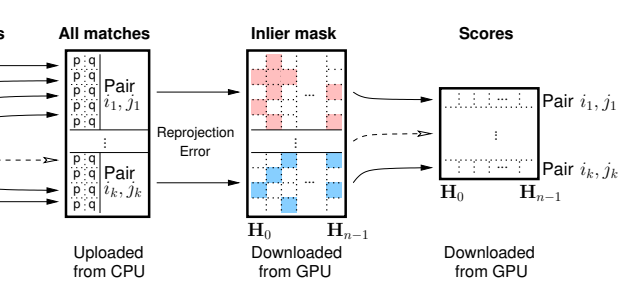 s
All matches
Inlier mask
Scores
p q
p q
p q
p q
p q
Pair
i₁, j₁
⋮
p q
p q
p q
p q
Pair
iₖ, jₖ
Reprojection
Error
...
⋮
...
...
⋮
...
Pair i₁, j₁
Pair iₖ, jₖ
H₀
Hₙ₋₁
H₀
Hₙ₋₁
Uploaded
from CPU
Downloaded
from GPU
Downloaded
from GPU